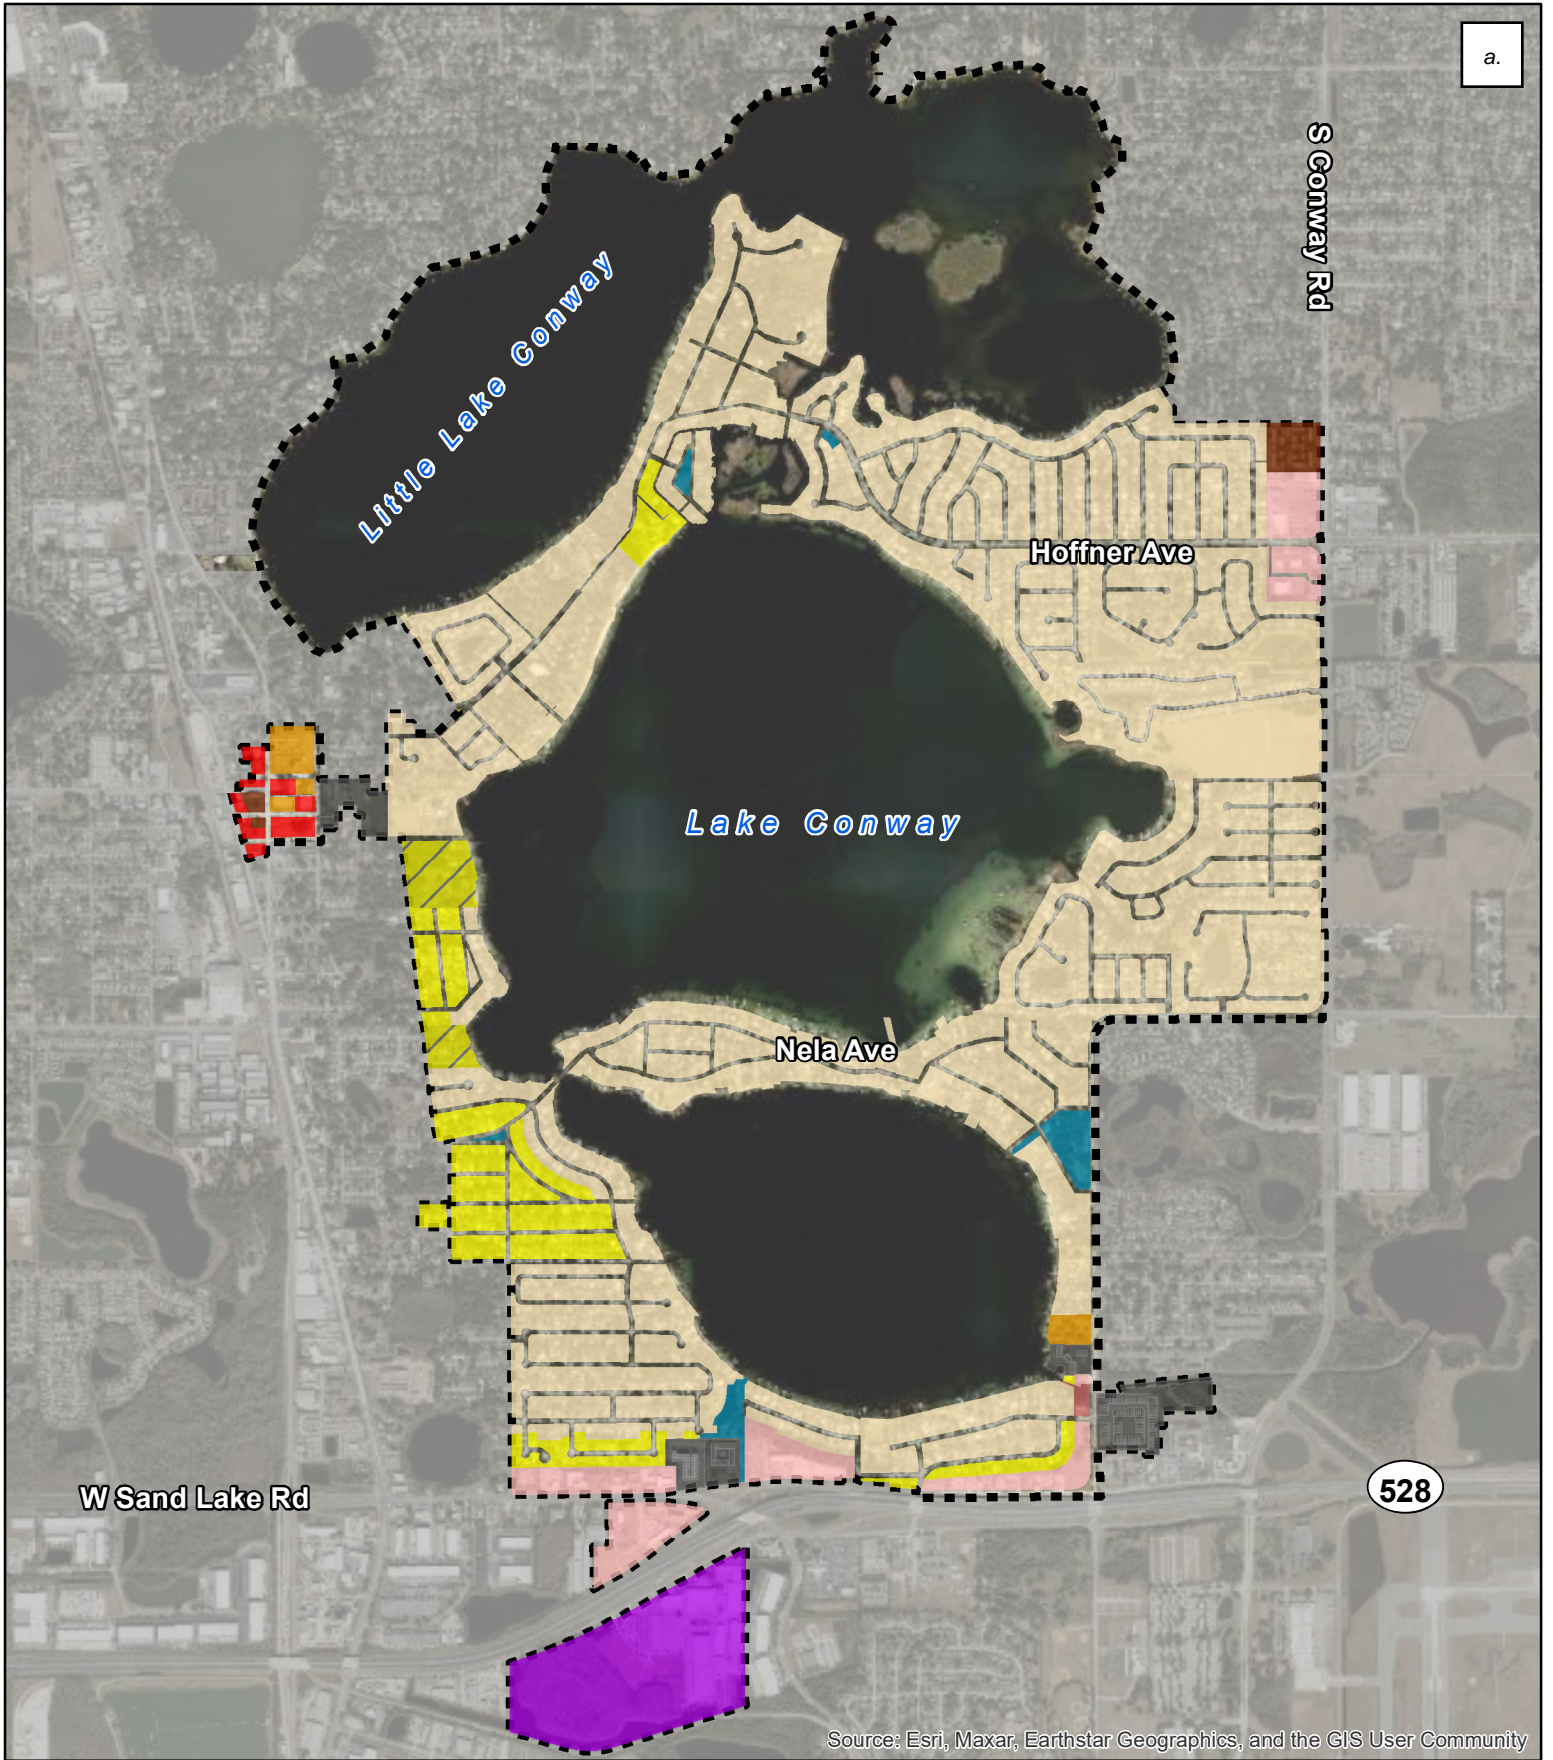 a.
S Conway Rd
Little Lake Conway
Hoffner Ave
Lake Conway
Nela Ave
W Sand Lake Rd
528
Source: Esri, Maxar, Earthstar Geographics, and the GIS User Community